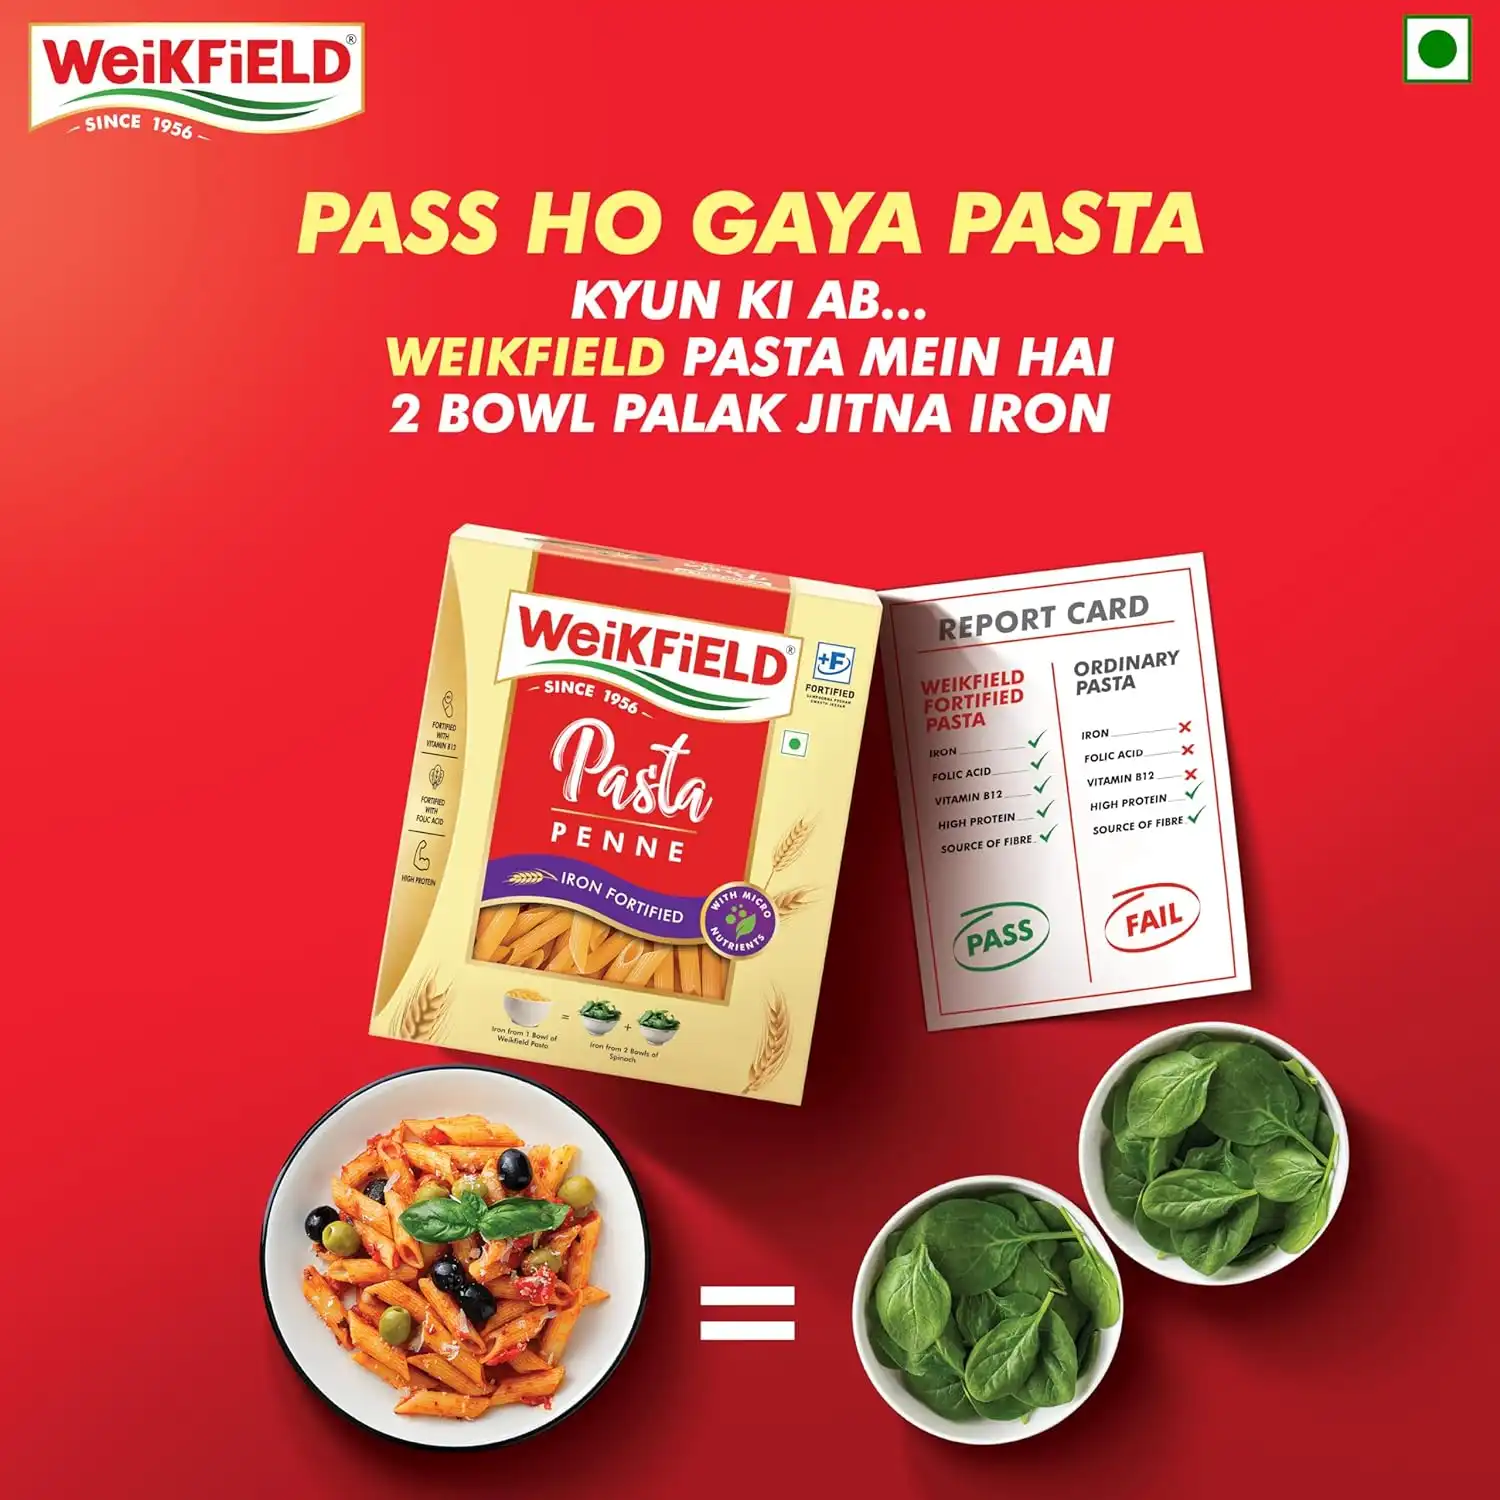 WeiKFiELD®
SINCE 1956
PASS HO GAYA PASTA
KYUN KI AB...
WEIKFIELD PASTA MEIN HAI
2 BOWL PALAK JITNA IRON
WeiKFiELD®
SINCE 1956
Pasta
PENNE
IRON FORTIFIED
WITH MICRO NUTRIENTS
+F
FORTIFIED
SAMPOORNA POSHAN
SWASTH JEEVAN
FORTIFIED
WITH
VITAMIN B12
FORTIFIED
WITH
FOLIC ACID
HIGH PROTEIN
Iron from 1 Bowl of
Weikfield Pasta
=
Iron from 2 Bowls of
Spinach
+
REPORT CARD
WEIKFIELD
FORTIFIED
PASTA
IRON
FOLIC ACID
VITAMIN B12
HIGH PROTEIN
SOURCE OF FIBRE
PASS
ORDINARY
PASTA
IRON
FOLIC ACID
VITAMIN B12
HIGH PROTEIN
SOURCE OF FIBRE
FAIL
=